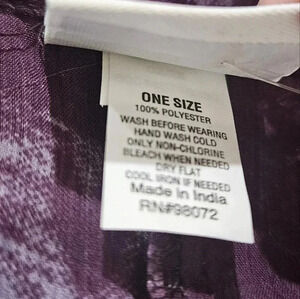 ONE SIZE
100% POLYESTER
WASH BEFORE WEARING
HAND WASH COLD
ONLY NON-CHLORINE
BLEACH WHEN NEEDED
DRY FLAT
COOL IRON IF NEEDED
Made in India
RN#98072